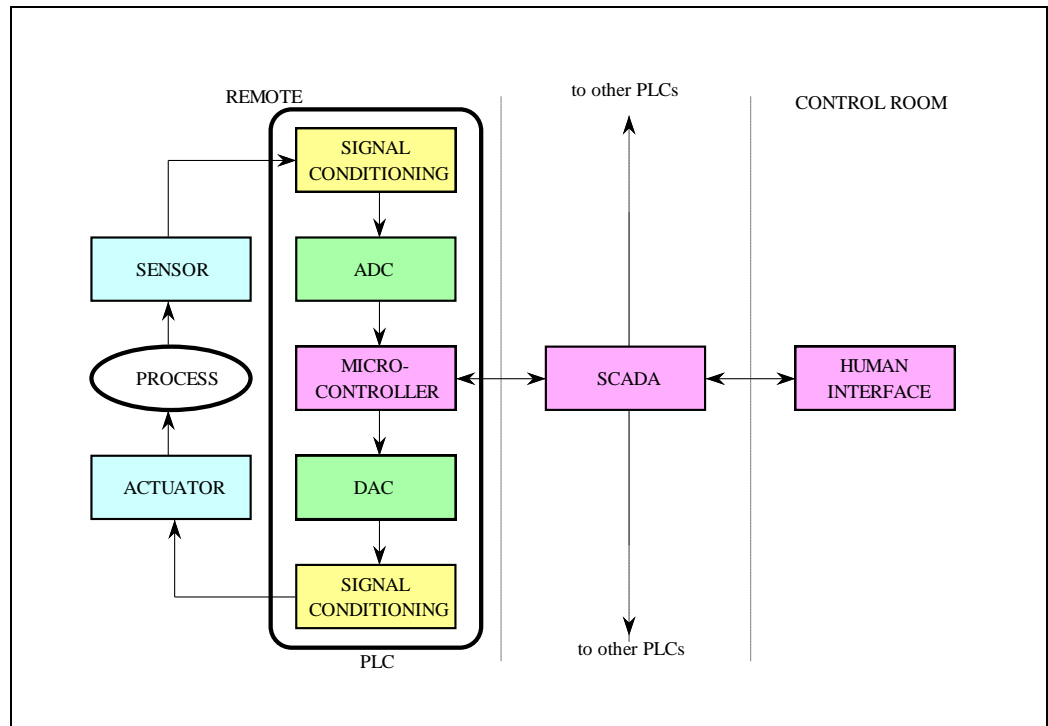 REMOTE
to other PLCs
CONTROL ROOM
SIGNAL
CONDITIONING
SENSOR
ADC
PROCESS
MICRO-
CONTROLLER
SCADA
HUMAN
INTERFACE
ACTUATOR
DAC
SIGNAL
CONDITIONING
to other PLCs
PLC